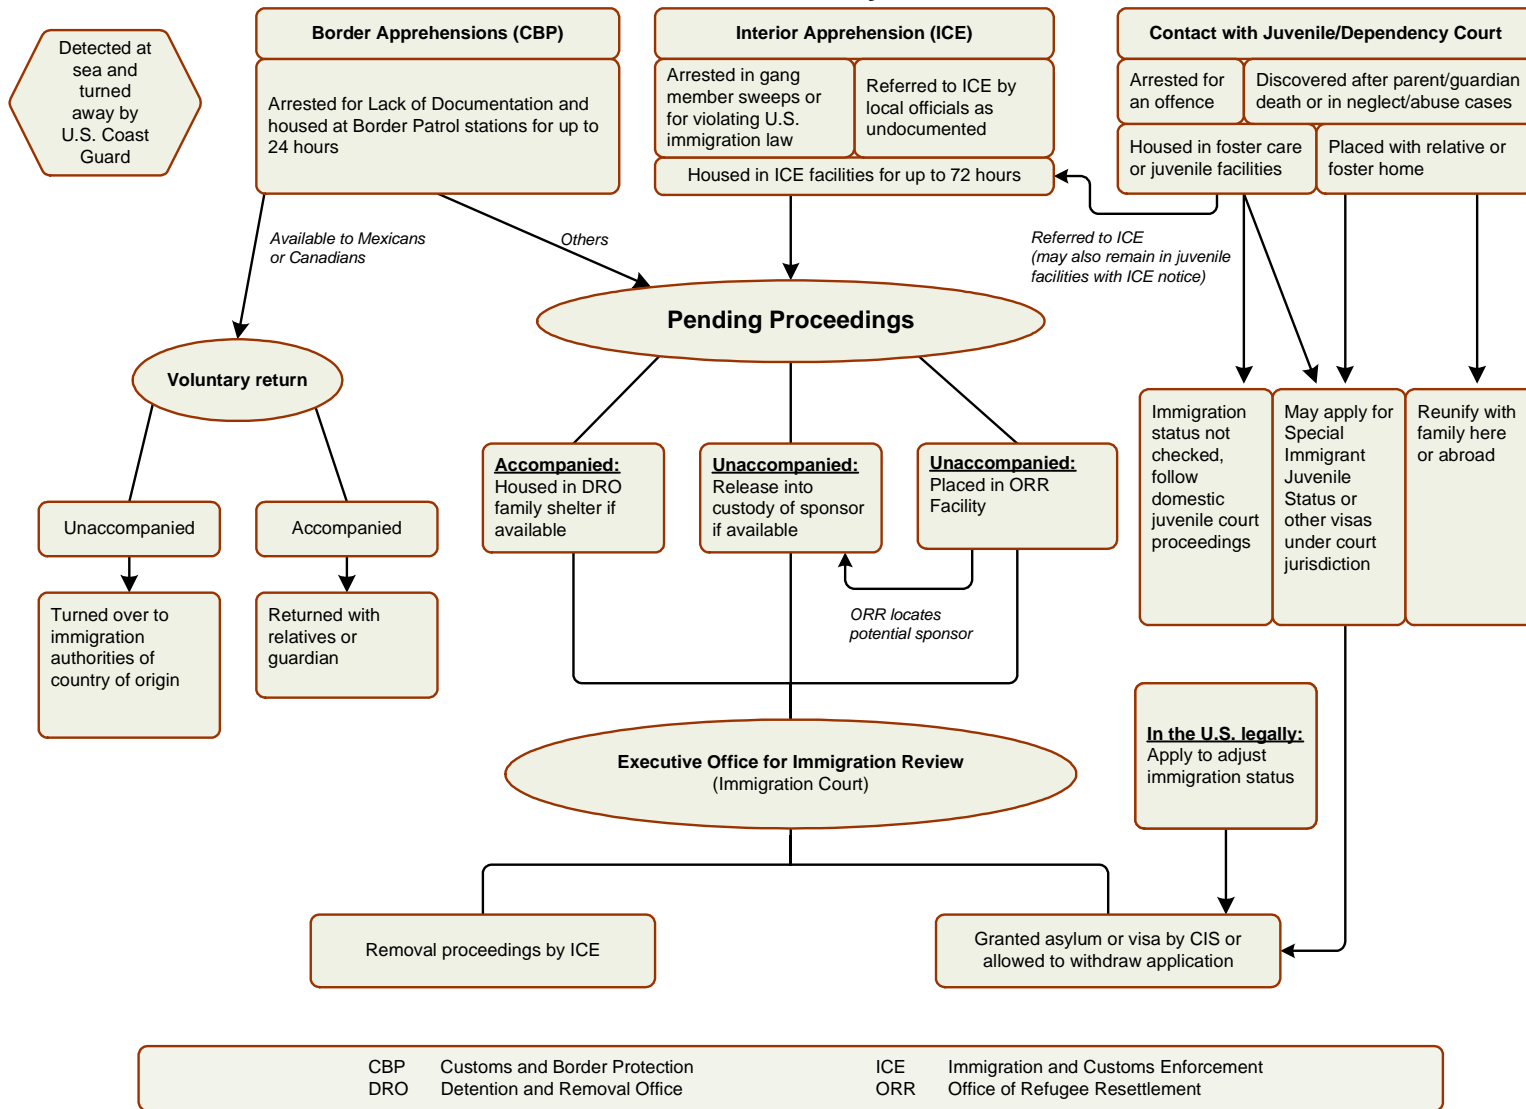 Detected at
sea and
turned
away by
U.S. Coast
Guard
Border Apprehensions (CBP)
Arrested for Lack of Documentation and
housed at Border Patrol stations for up to
24 hours
Interior Apprehension (ICE)
Arrested in gang
member sweeps or
for violating U.S.
immigration law
Referred to ICE by
local officials as
undocumented
Housed in ICE facilities for up to 72 hours
Contact with Juvenile/Dependency Court
Arrested for
an offence
Discovered after parent/guardian
death or in neglect/abuse cases
Housed in foster care
or juvenile facilities
Placed with relative or
foster home
Available to Mexicans
or Canadians
Others
Referred to ICE
(may also remain in juvenile
facilities with ICE notice)
Pending Proceedings
Voluntary return
Unaccompanied
Accompanied
Turned over to
immigration
authorities of
country of origin
Returned with
relatives or
guardian
Accompanied:
Housed in DRO
family shelter if
available
Unaccompanied:
Release into
custody of sponsor
if available
Unaccompanied:
Placed in ORR
Facility
ORR locates
potential sponsor
Immigration
status not
checked,
follow
domestic
juvenile court
proceedings
May apply for
Special
Immigrant
Juvenile
Status or
other visas
under court
jurisdiction
Reunify with
family here
or abroad
Executive Office for Immigration Review
(Immigration Court)
In the U.S. legally:
Apply to adjust
immigration status
Removal proceedings by ICE
Granted asylum or visa by CIS or
allowed to withdraw application
CBP Customs and Border Protection
DRO Detention and Removal Office
ICE Immigration and Customs Enforcement
ORR Office of Refugee Resettlement